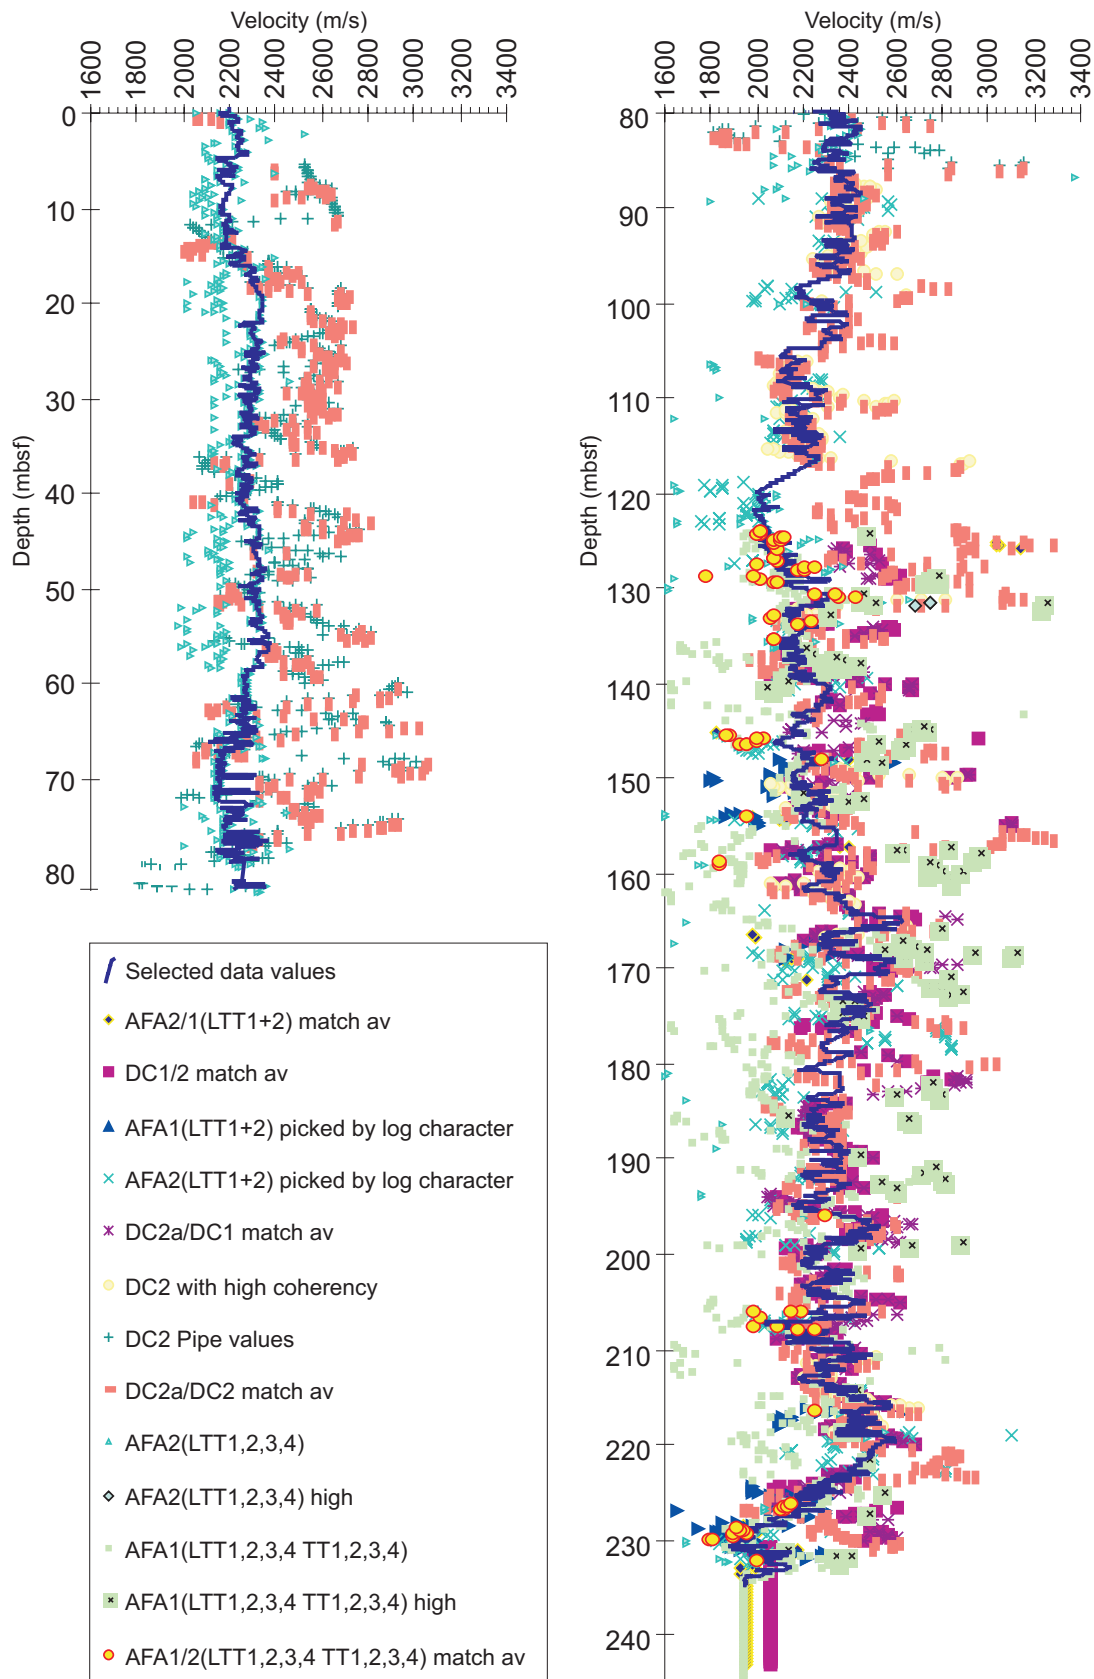 Velocity (m/s)
1600 1800 2000 2200 2400 2600 2800 3000 3200 3400
0
10
20
30
40
50
60
70
80
Depth (mbsf)
Velocity (m/s)
1600 1800 2000 2200 2400 2600 2800 3000 3200 3400
80
90
100
110
120
130
140
150
160
170
180
190
200
210
220
230
240
Depth (mbsf)
Selected data values
AFA2/1(LTT1+2) match av
DC1/2 match av
AFA1(LTT1+2) picked by log character
AFA2(LTT1+2) picked by log character
DC2a/DC1 match av
DC2 with high coherency
DC2 Pipe values
DC2a/DC2 match av
AFA2(LTT1,2,3,4)
AFA2(LTT1,2,3,4) high
AFA1(LTT1,2,3,4 TT1,2,3,4)
AFA1(LTT1,2,3,4 TT1,2,3,4) high
AFA1/2(LTT1,2,3,4 TT1,2,3,4) match av